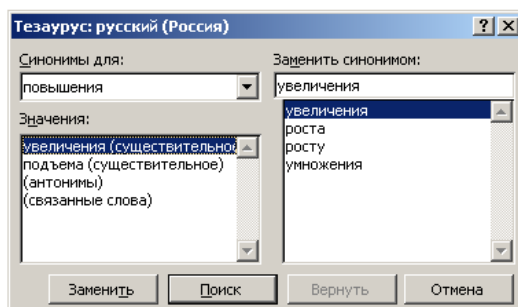 Тезаурус: русский (Россия)
Синонимы для:
повышения
Значения:
увеличения (существительное
подъема (существительное)
(антонимы)
(связанные слова)
Заменить синонимом:
увеличения
увеличения
роста
росту
умножения
Заменить
Поиск
Вернуть
Отмена